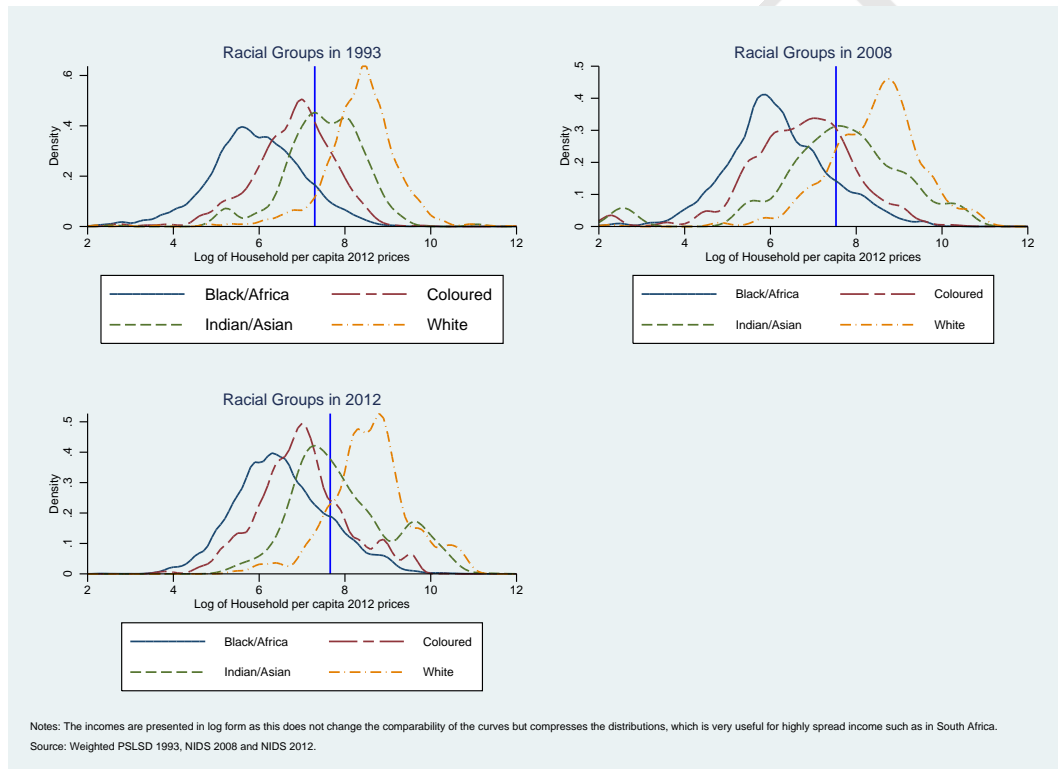 Racial Groups in 1993
.6
.4
.2
0
Density
2 4 6 8 10 12
Log of Household per capita 2012 prices
Black/Africa Coloured
Indian/Asian White
Racial Groups in 2008
.5
.4
.3
.2
.1
0
Density
2 4 6 8 10 12
Log of Household per capita 2012 prices
Black/Africa Coloured
Indian/Asian White
Racial Groups in 2012
.5
.4
.3
.2
.1
0
Density
2 4 6 8 10 12
Log of Household per capita 2012 prices
Black/Africa Coloured
Indian/Asian White
Notes: The incomes are presented in log form as this does not change the comparability of the curves but compresses the distributions, which is very useful for highly spread income such as in South Africa.
Source: Weighted PSLSD 1993, NIDS 2008 and NIDS 2012.